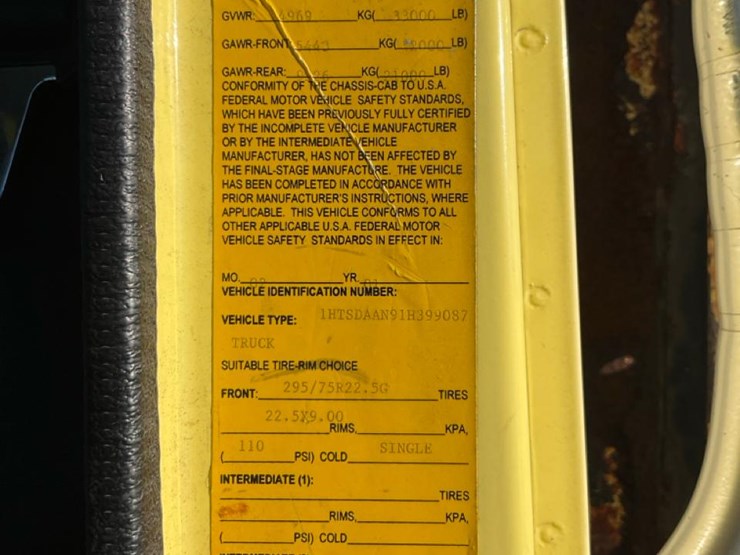 GVWR: 14969 KG( 33000 LB)
GAWR-FRONT 5443 KG( 12000 LB)
GAWR-REAR: KG( 21000 LB)
CONFORMITY OF THE CHASSIS-CAB TO U.S.A.
FEDERAL MOTOR VEHICLE SAFETY STANDARDS,
WHICH HAVE BEEN PREVIOUSLY FULLY CERTIFIED
BY THE INCOMPLETE VEHICLE MANUFACTURER
OR BY THE INTERMEDIATE VEHICLE
MANUFACTURER, HAS NOT BEEN AFFECTED BY
THE FINAL-STAGE MANUFACTURE. THE VEHICLE
HAS BEEN COMPLETED IN ACCORDANCE WITH
PRIOR MANUFACTURER'S INSTRUCTIONS, WHERE
APPLICABLE. THIS VEHICLE CONFORMS TO ALL
OTHER APPLICABLE U.S.A. FEDERAL MOTOR
VEHICLE SAFETY STANDARDS IN EFFECT IN:
MO. YR.
VEHICLE IDENTIFICATION NUMBER:
1HTSDAAN91H399087
VEHICLE TYPE:
TRUCK
SUITABLE TIRE-RIM CHOICE
FRONT: 295/75R22.5G TIRES
22.5X9.00 RIMS, KPA,
( 110 PSI) COLD SINGLE
INTERMEDIATE (1):
TIRES
RIMS, KPA,
( PSI) COLD